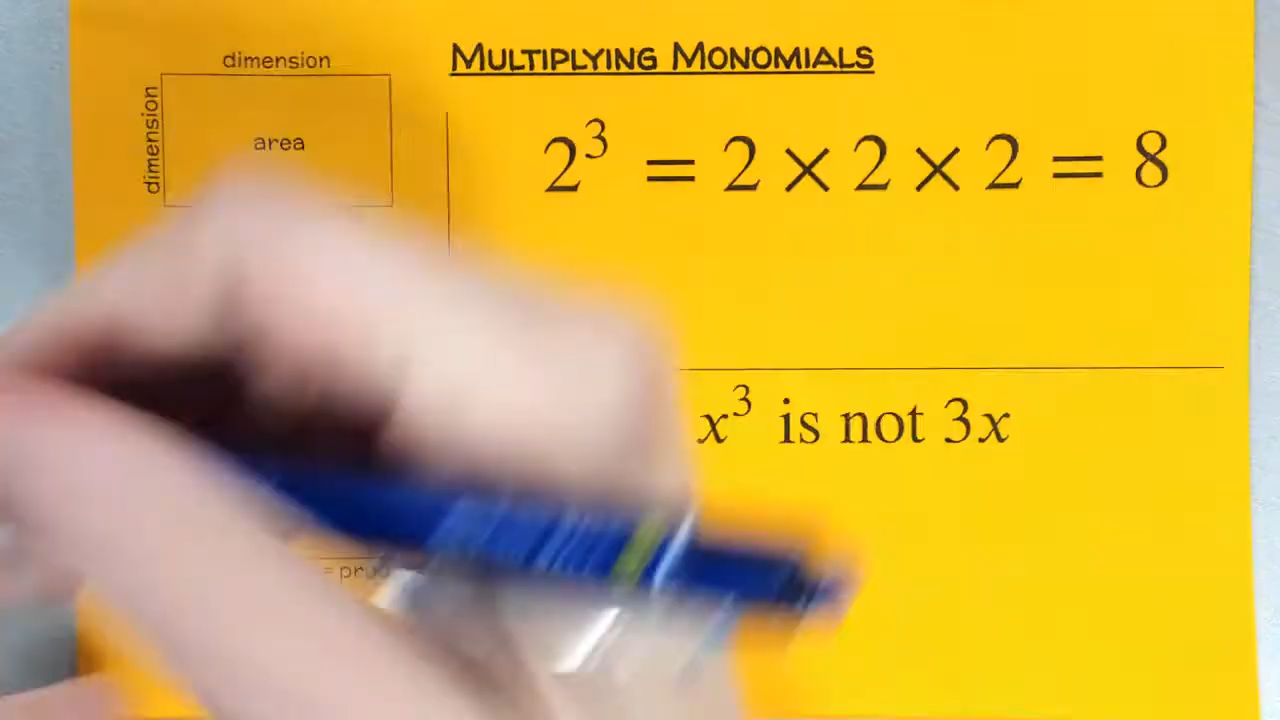 MULTIPLYING MONOMIALS
dimension
dimension
area
2³ = 2 × 2 × 2 = 8
x³ is not 3x